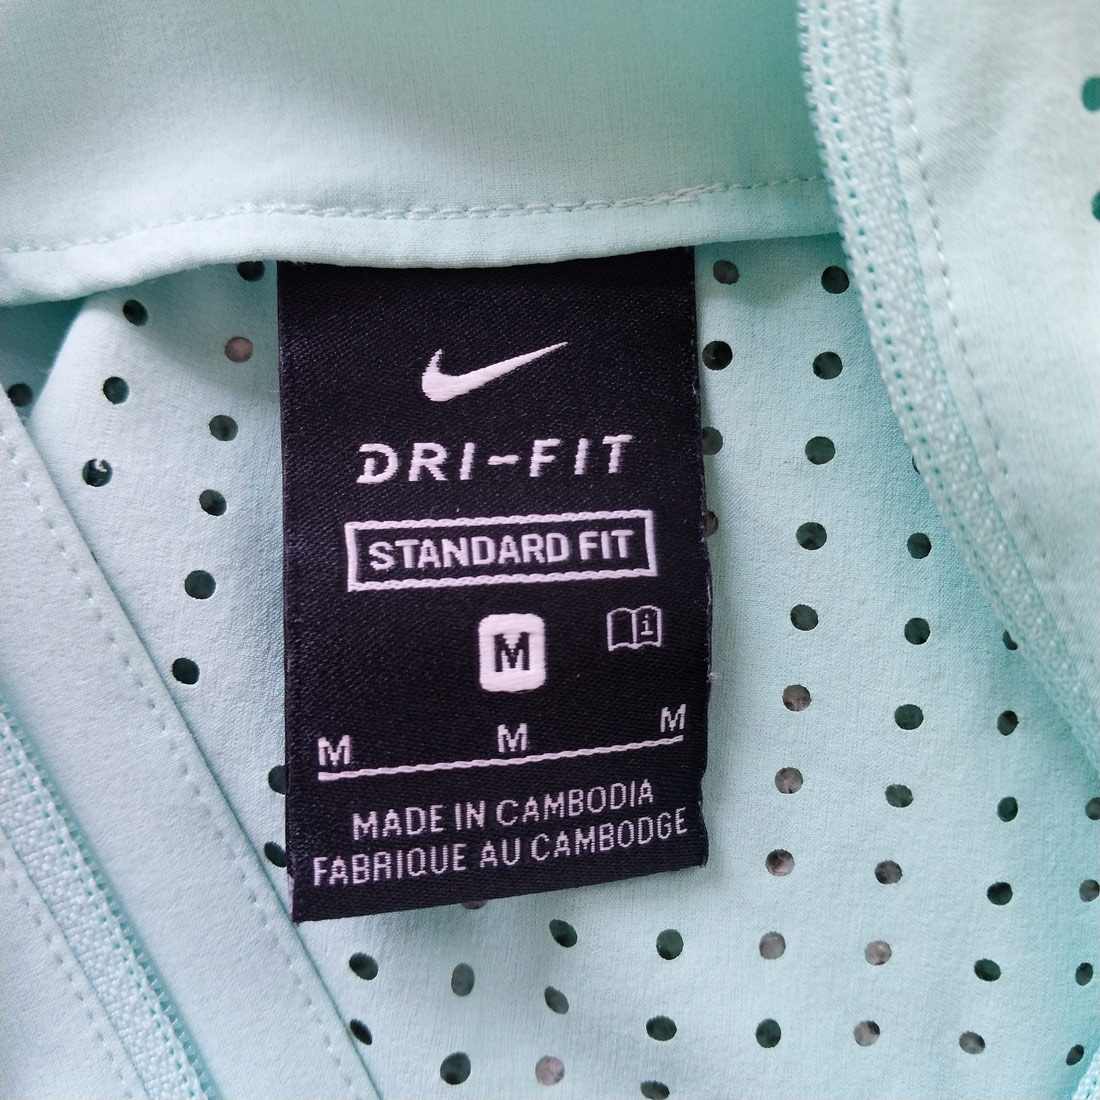 DRI-FIT
STANDARD FIT
M
i
M M M
MADE IN CAMBODIA
FABRIQUE AU CAMBODGE